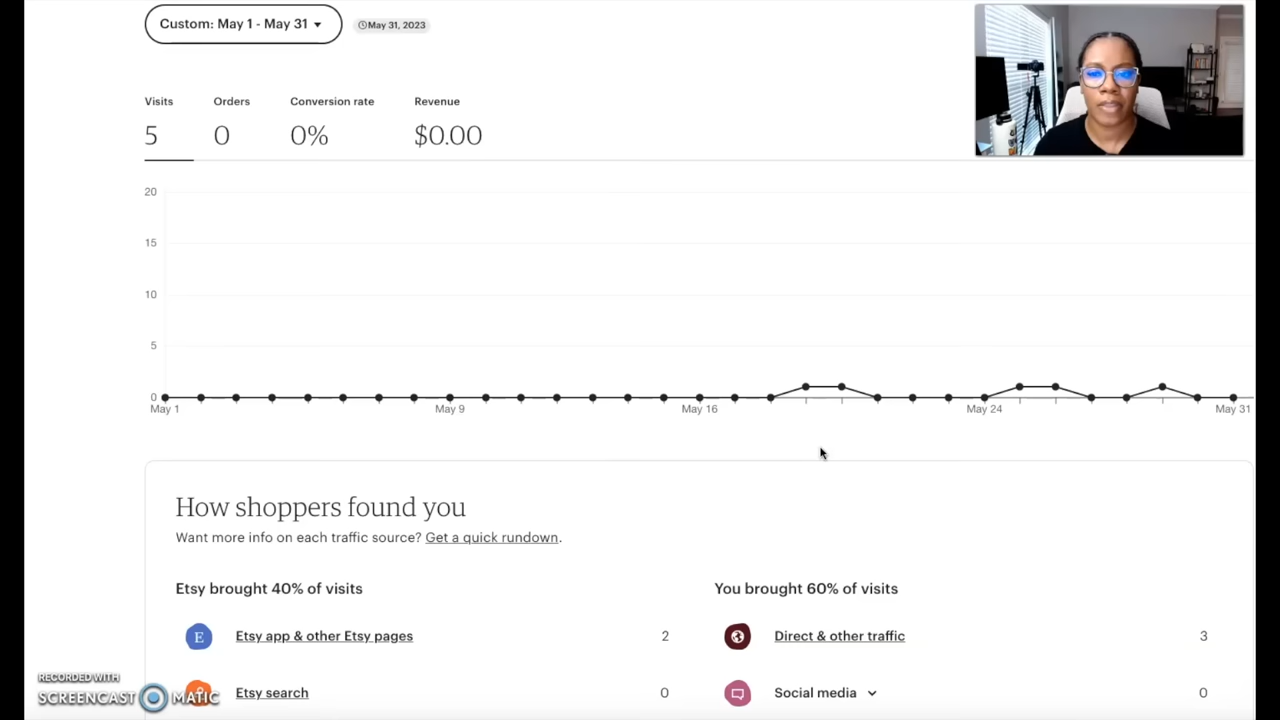 Custom: May 1 - May 31
May 31, 2023
Visits Orders Conversion rate Revenue
5 0 0% $0.00
20
15
10
5
0
May 1 May 9 May 16 May 24 May 31
How shoppers found you
Want more info on each traffic source? Get a quick rundown.
Etsy brought 40% of visits
You brought 60% of visits
E Etsy app & other Etsy pages 2
Direct & other traffic 3
Etsy search 0
Social media 0
RECORDED WITH
SCREENCAST MATIC